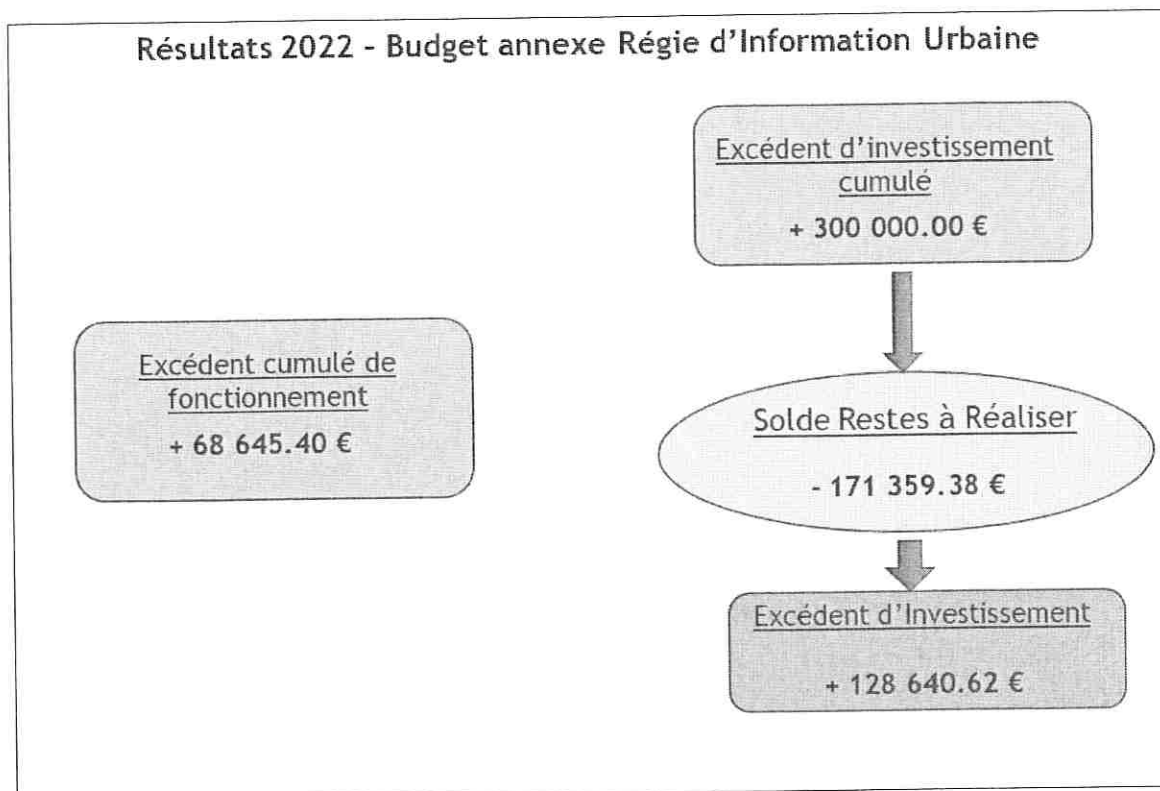 Résultats 2022 - Budget annexe Régie d'Information Urbaine
Excédent d'investissement
cumulé
+ 300 000.00 €
Excédent cumulé de
fonctionnement
+ 68 645.40 €
Solde Restes à Réaliser
- 171 359.38 €
Excédent d'Investissement
+ 128 640.62 €